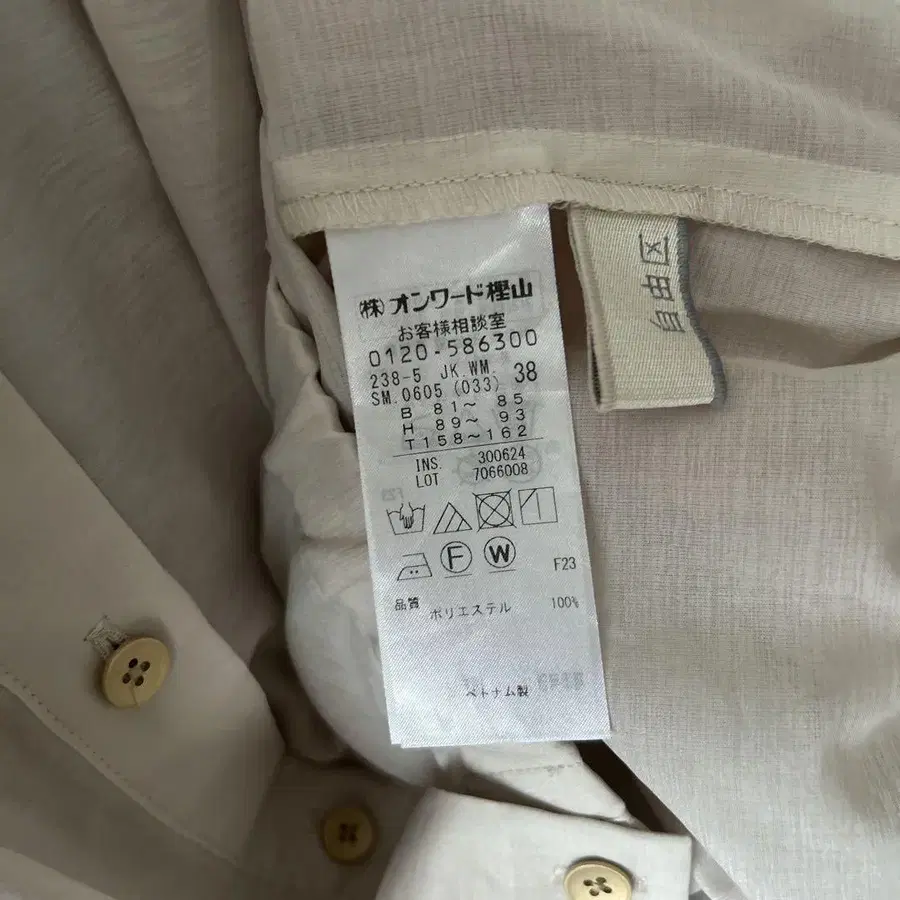 (株)オンワード樫山
お客様相談室
0120-586300
238-5 JK.WM.
SM.0605 (033) 38
B 81～ 85
H 89～ 93
T158～162
INS. 300624
LOT 7066008
F W
F23
品質 ポリエステル 100%
ベトナム製
自由区